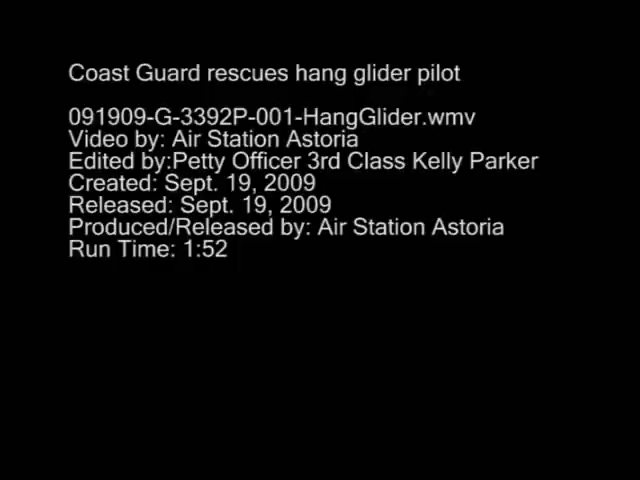 Coast Guard rescues hang glider pilot
091909-G-3392P-001-HangGlider.wmv
Video by: Air Station Astoria
Edited by:Petty Officer 3rd Class Kelly Parker
Created: Sept. 19, 2009
Released: Sept. 19, 2009
Produced/Released by: Air Station Astoria
Run Time: 1:52